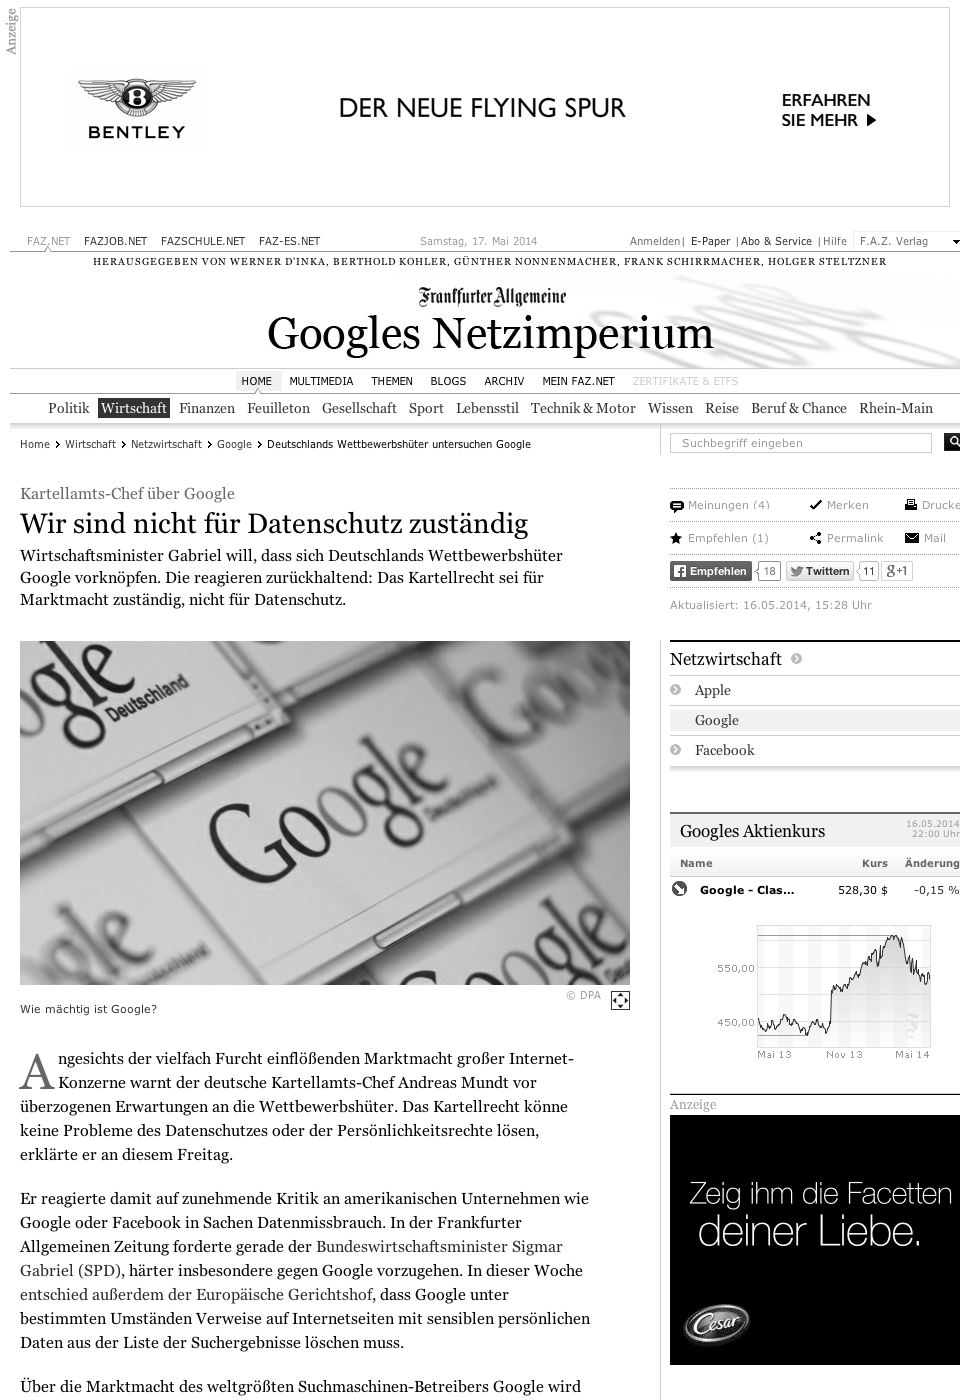 Anzeige
BENTLEY
DER NEUE FLYING SPUR
ERFAHREN
SIE MEHR
FAZ.NET FAZJOB.NET FAZSCHULE.NET FAZ-ES.NET Samstag, 17. Mai 2014 Anmelden| E-Paper |Abo & Service |Hilfe F.A.Z. Verlag
HERAUSGEGEBEN VON WERNER D'INKA, BERTHOLD KOHLER, GÜNTHER NONNENMACHER, FRANK SCHIRRMACHER, HOLGER STELTZNER
Frankfurter Allgemeine
Googles Netzimperium
HOME MULTIMEDIA THEMEN BLOGS ARCHIV MEIN FAZ.NET ZERTIFIKATE & ETFS
Politik Wirtschaft Finanzen Feuilleton Gesellschaft Sport Lebensstil Technik & Motor Wissen Reise Beruf & Chance Rhein-Main
Home Wirtschaft Netzwirtschaft Google Deutschlands Wettbewerbshüter untersuchen Google
Suchbegriff eingeben
Kartellamts-Chef über Google
Wir sind nicht für Datenschutz zuständig
Wirtschaftsminister Gabriel will, dass sich Deutschlands Wettbewerbshüter
Google vorknöpfen. Die reagieren zurückhaltend: Das Kartellrecht sei für
Marktmacht zuständig, nicht für Datenschutz.
Meinungen (4) Merken Drucke
Empfehlen (1) Permalink Mail
Empfehlen 18 Twittern 11 g+1
Aktualisiert: 16.05.2014, 15:28 Uhr
ogle
Deutschland
Google
Deutschland
Goog
ogle
Google
Wie mächtig ist Google?
© DPA
Netzwirtschaft
Apple
Google
Facebook
Googles Aktienkurs
16.05.2014
22:00 Uhr
Name Kurs Änderung
Google - Clas... 528,30 $ -0,15 %
550,00
450,00
Mai 13 Nov 13 Mai 14
Angesichts der vielfach Furcht einflößenden Marktmacht großer Internet-
Konzerne warnt der deutsche Kartellamts-Chef Andreas Mundt vor
überzogenen Erwartungen an die Wettbewerbshüter. Das Kartellrecht könne
keine Probleme des Datenschutzes oder der Persönlichkeitsrechte lösen,
erklärte er an diesem Freitag.
Er reagierte damit auf zunehmende Kritik an amerikanischen Unternehmen wie
Google oder Facebook in Sachen Datenmissbrauch. In der Frankfurter
Allgemeinen Zeitung forderte gerade der Bundeswirtschaftsminister Sigmar
Gabriel (SPD), härter insbesondere gegen Google vorzugehen. In dieser Woche
entschied außerdem der Europäische Gerichtshof, dass Google unter
bestimmten Umständen Verweise auf Internetseiten mit sensiblen persönlichen
Daten aus der Liste der Suchergebnisse löschen muss.
Über die Marktmacht des weltgrößten Suchmaschinen-Betreibers Google wird
Anzeige
Zeig ihm die Facetten
deiner Liebe.
Cesar